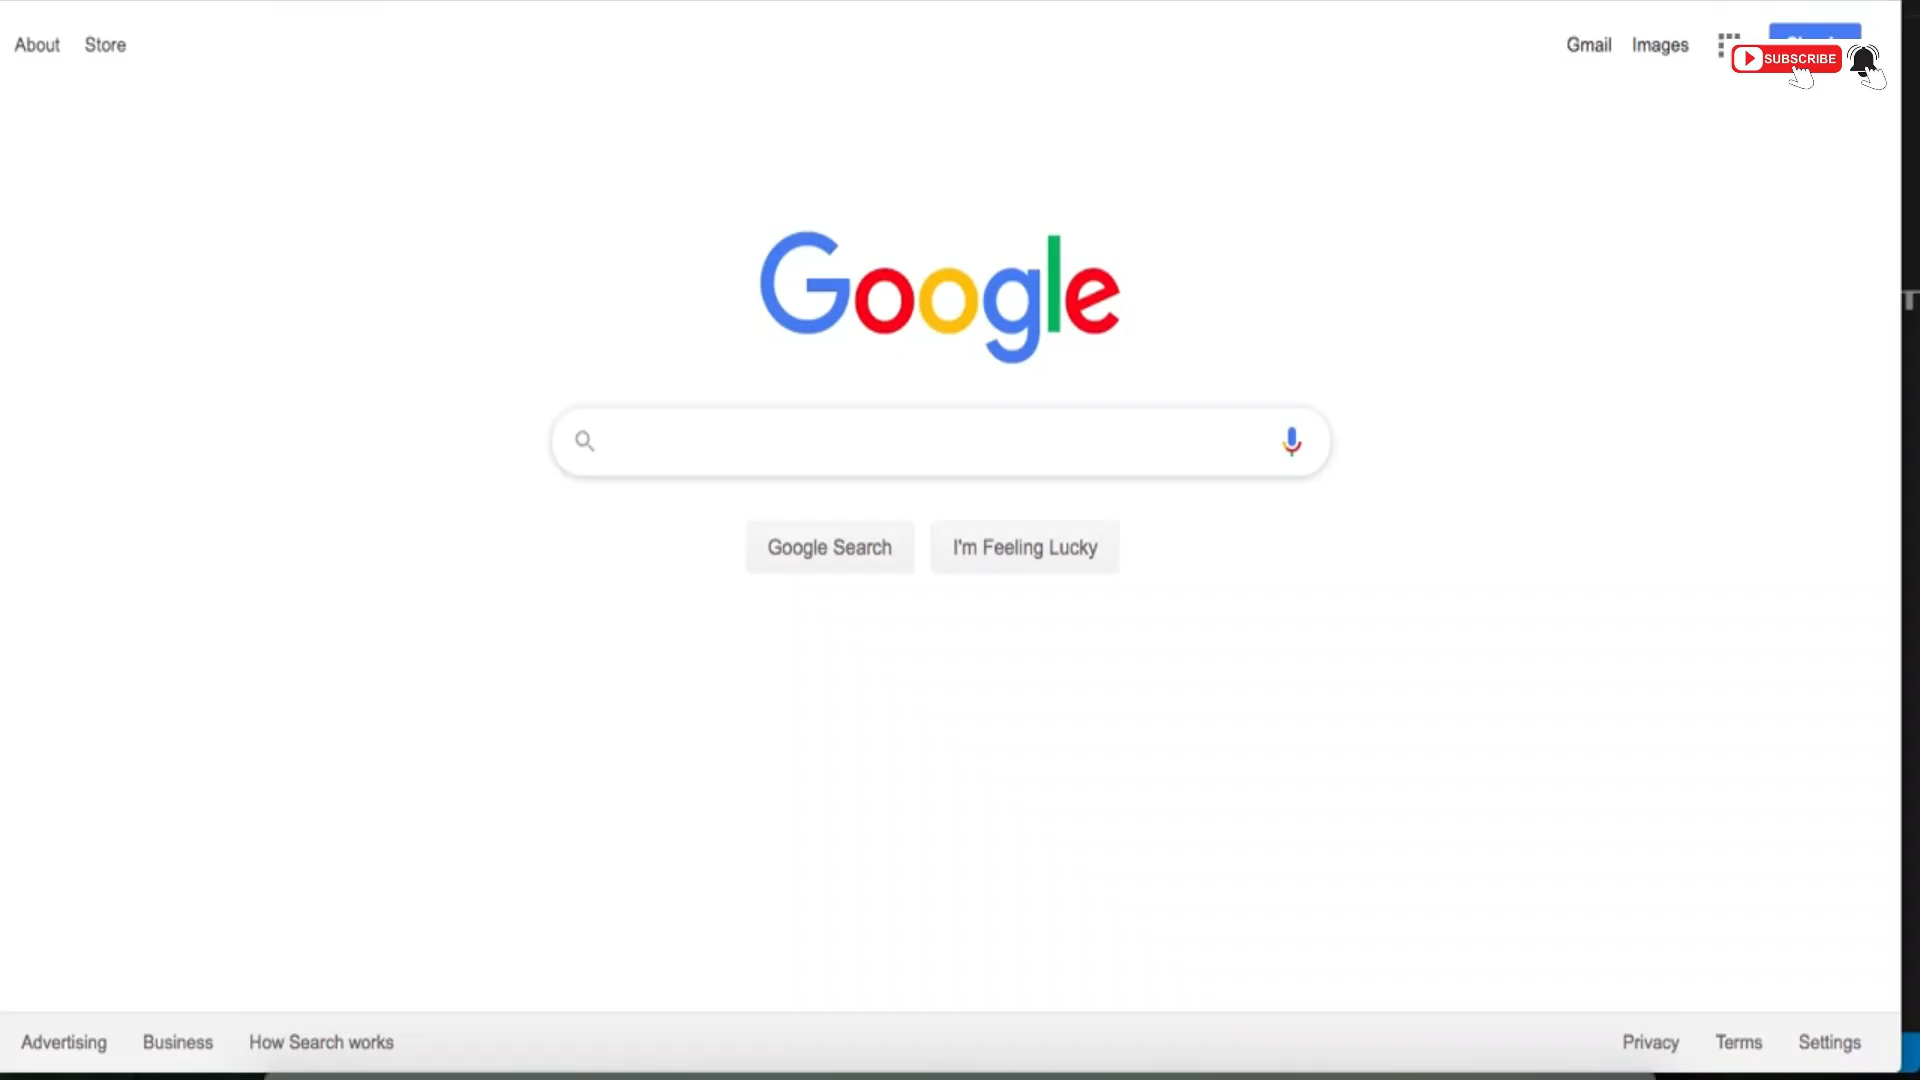 About Store
Gmail Images
SUBSCRIBE
Google
Google Search I'm Feeling Lucky
Advertising Business How Search works
Privacy Terms Settings